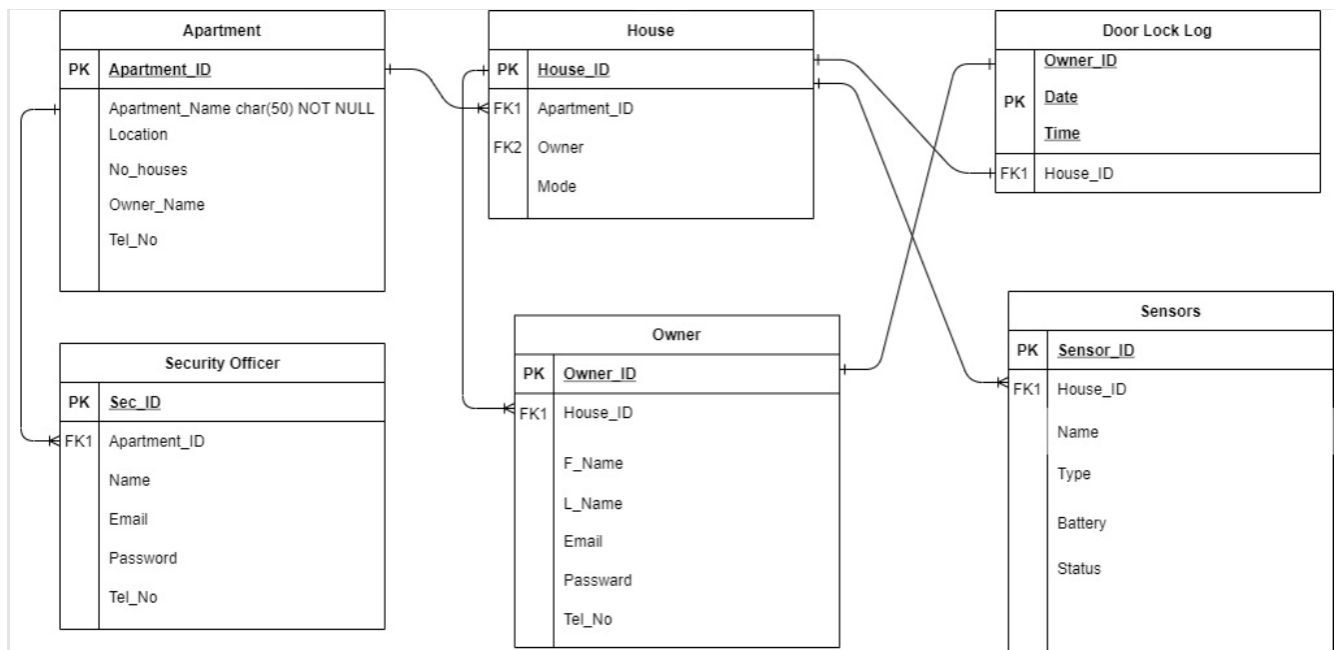 Apartment
PK Apartment_ID
Apartment_Name char(50) NOT NULL
Location
No_houses
Owner_Name
Tel_No
House
PK House_ID
FK1 Apartment_ID
FK2 Owner
Mode
Door Lock Log
Owner_ID
PK Date
Time
FK1 House_ID
Security Officer
PK Sec_ID
FK1 Apartment_ID
Name
Email
Password
Tel_No
Owner
PK Owner_ID
FK1 House_ID
F_Name
L_Name
Email
Passward
Tel_No
Sensors
PK Sensor_ID
FK1 House_ID
Name
Type
Battery
Status